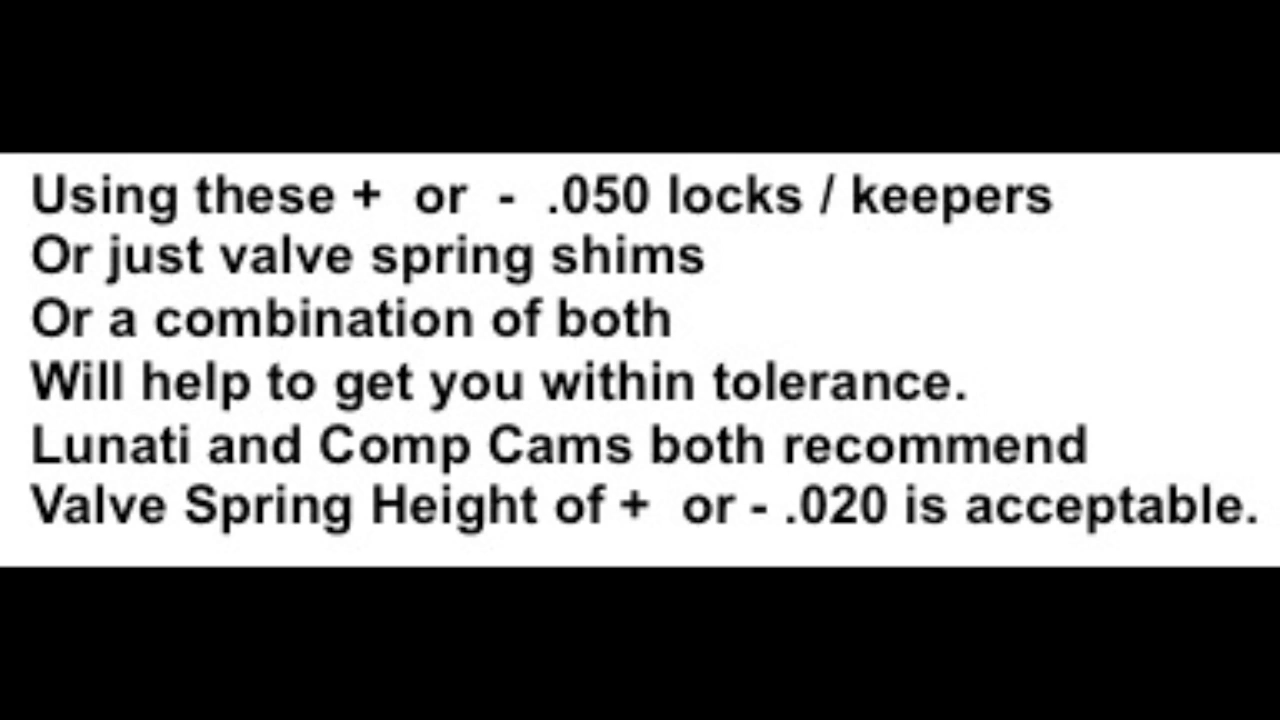 Using these + or - .050 locks / keepers
Or just valve spring shims
Or a combination of both
Will help to get you within tolerance.
Lunati and Comp Cams both recommend
Valve Spring Height of + or - .020 is acceptable.